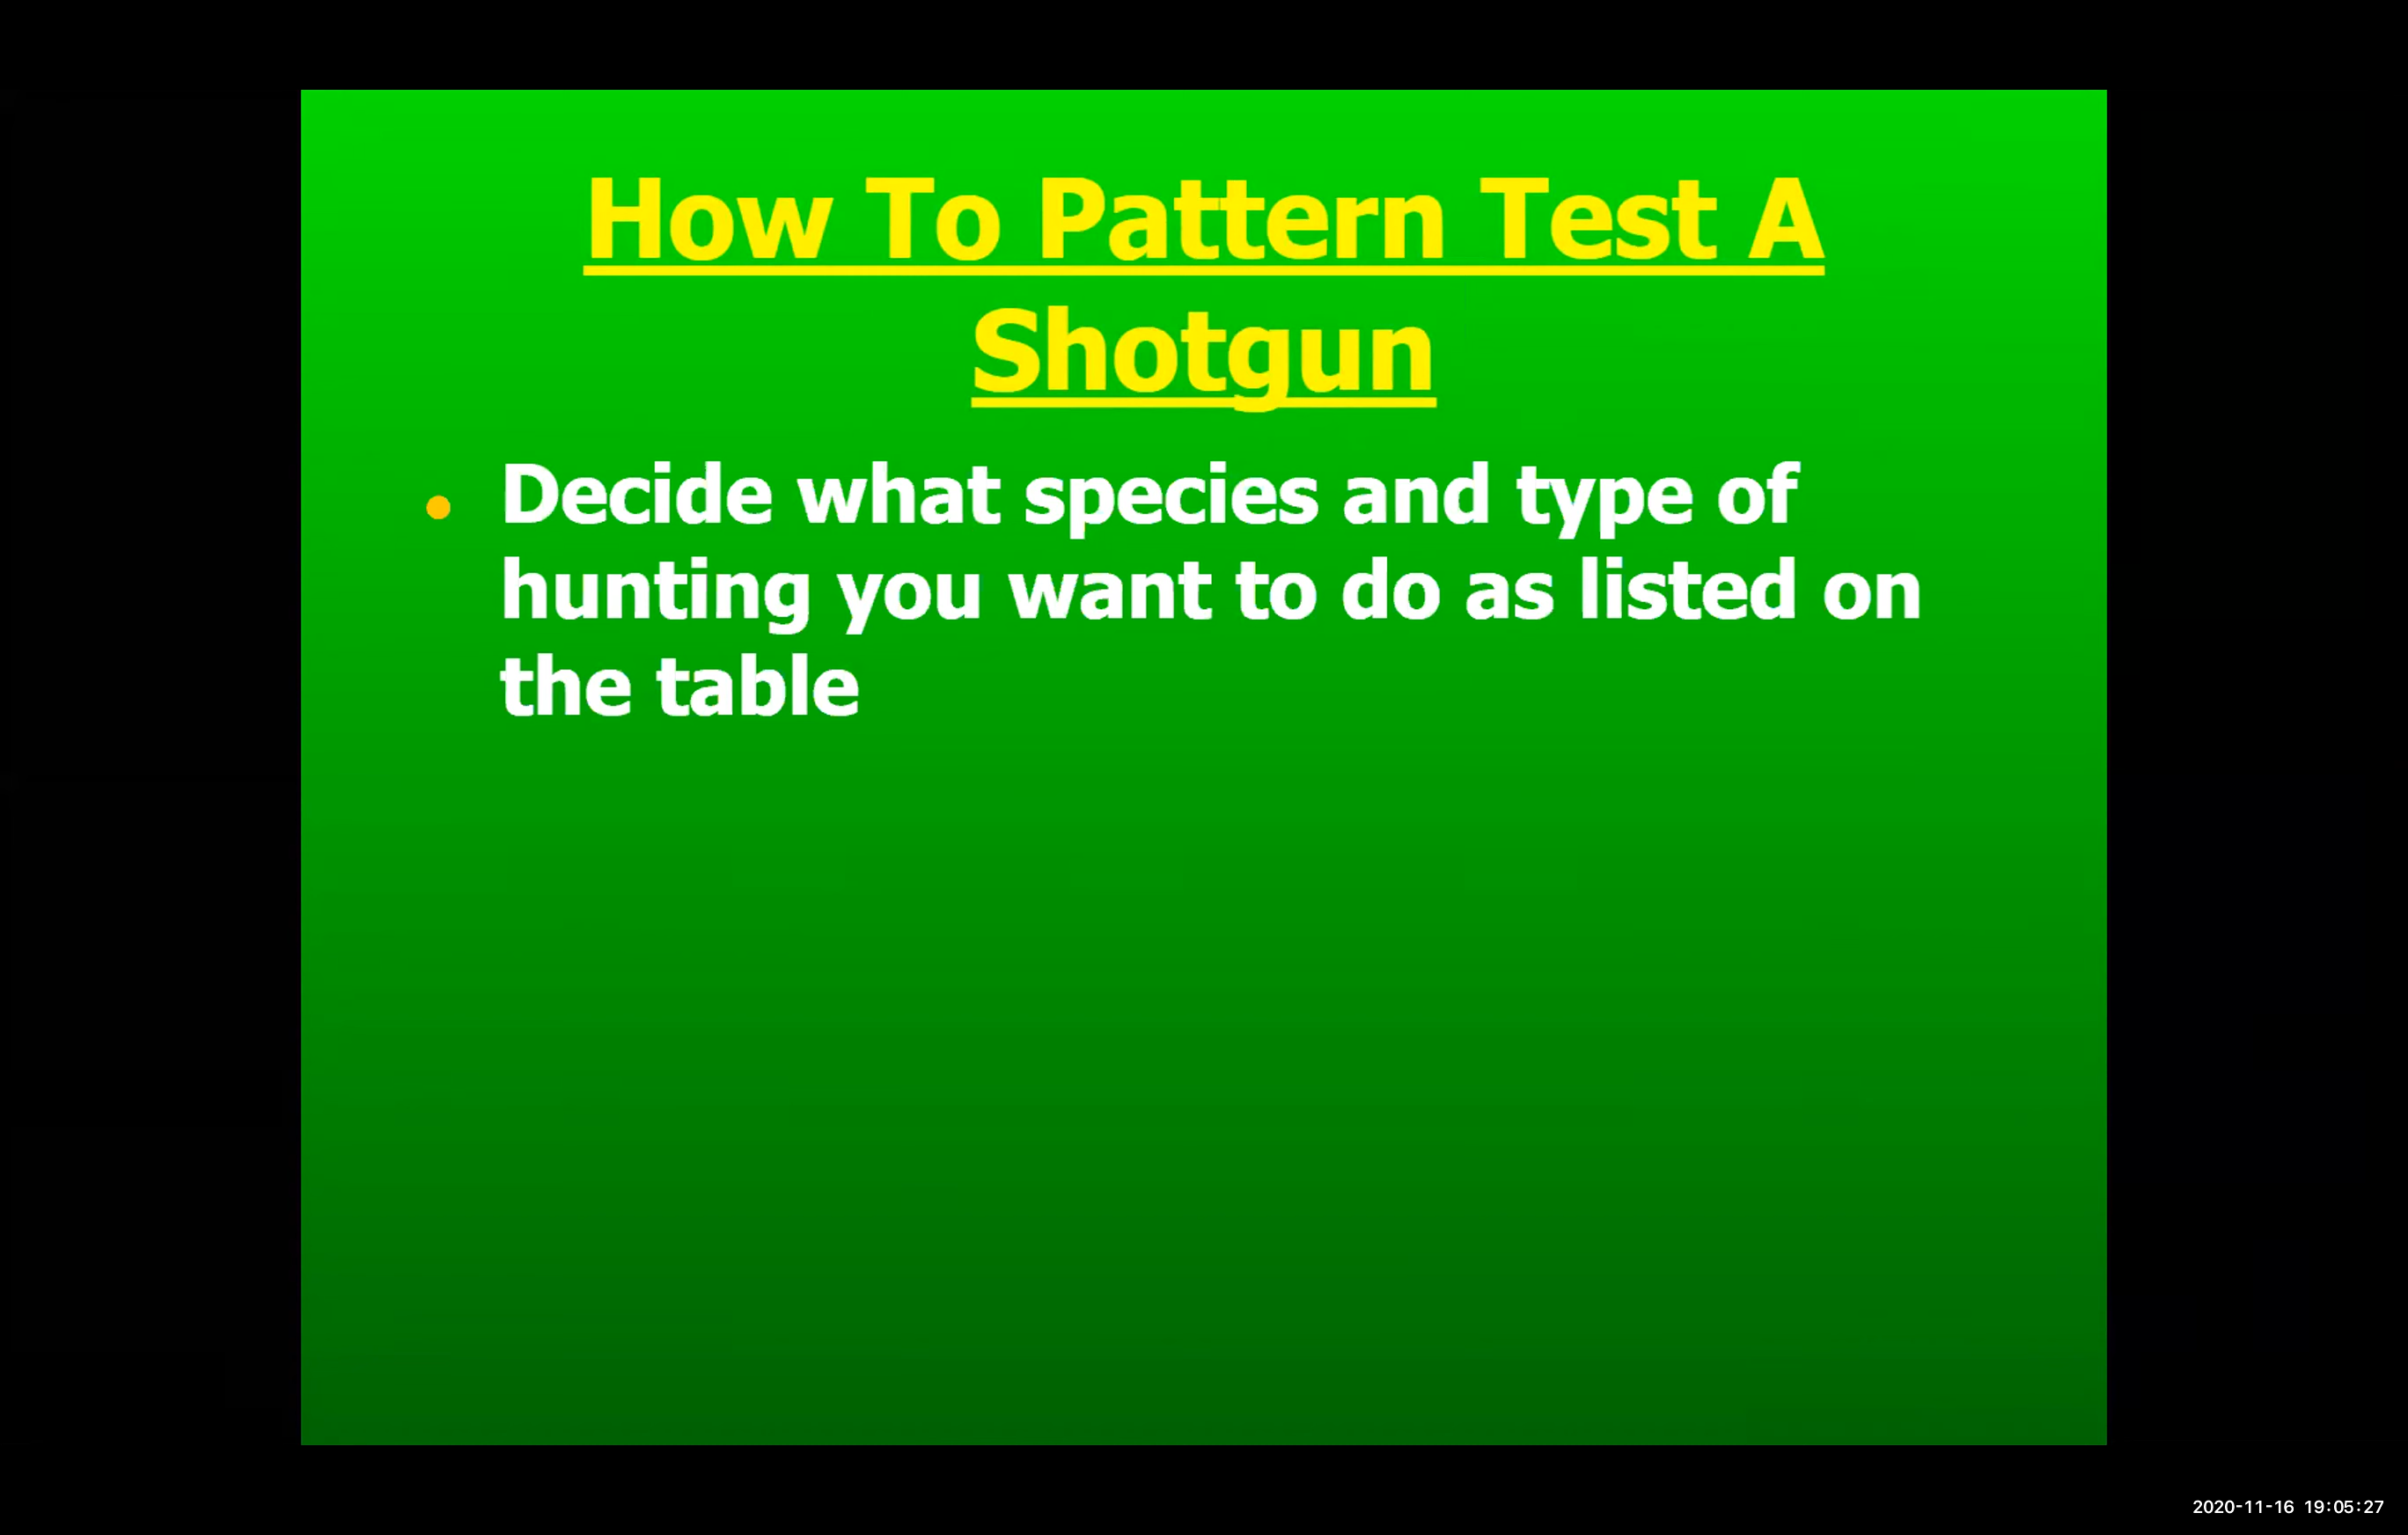 How To Pattern Test A
Shotgun
• Decide what species and type of
hunting you want to do as listed on
the table
2020-11-16 19:05:27